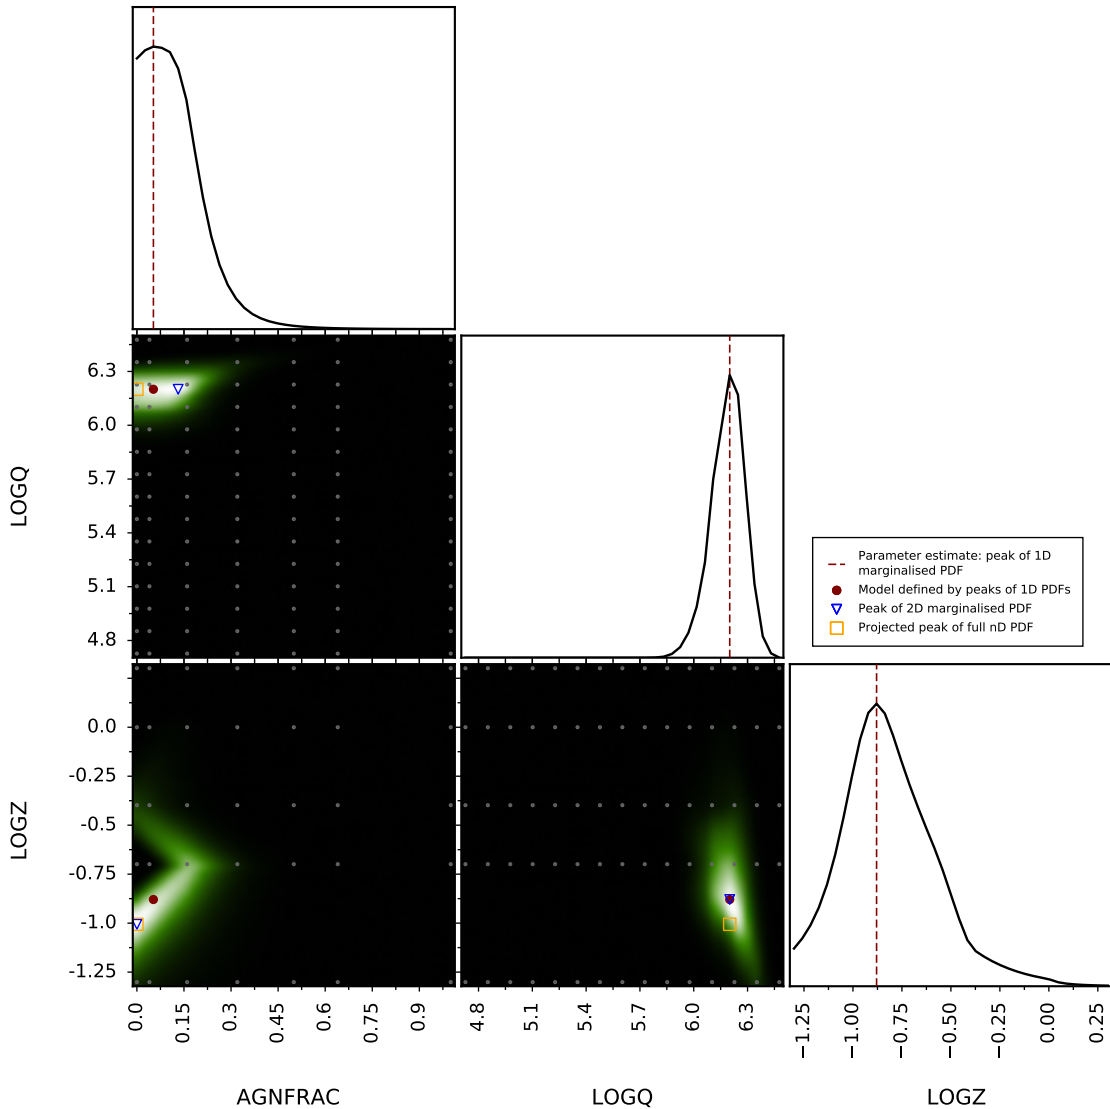 6.3
6.0
5.7
5.4
5.1
4.8
LOGQ
Parameter estimate: peak of 1D
marginalised PDF
Model defined by peaks of 1D PDFs
Peak of 2D marginalised PDF
Projected peak of full nD PDF
0.0
-0.25
-0.5
-0.75
-1.0
-1.25
LOGZ
0.0 0.15 0.3 0.45 0.6 0.75 0.9
4.8 5.1 5.4 5.7 6.0 6.3
−1.25 −1.00 −0.75 −0.50 −0.25 0.00 0.25
AGNFRAC LOGQ LOGZ